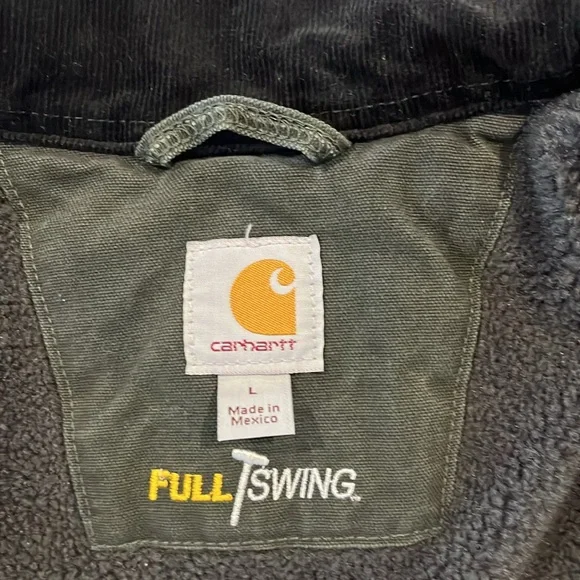 carhartt
L
Made in
Mexico
FULL SWING